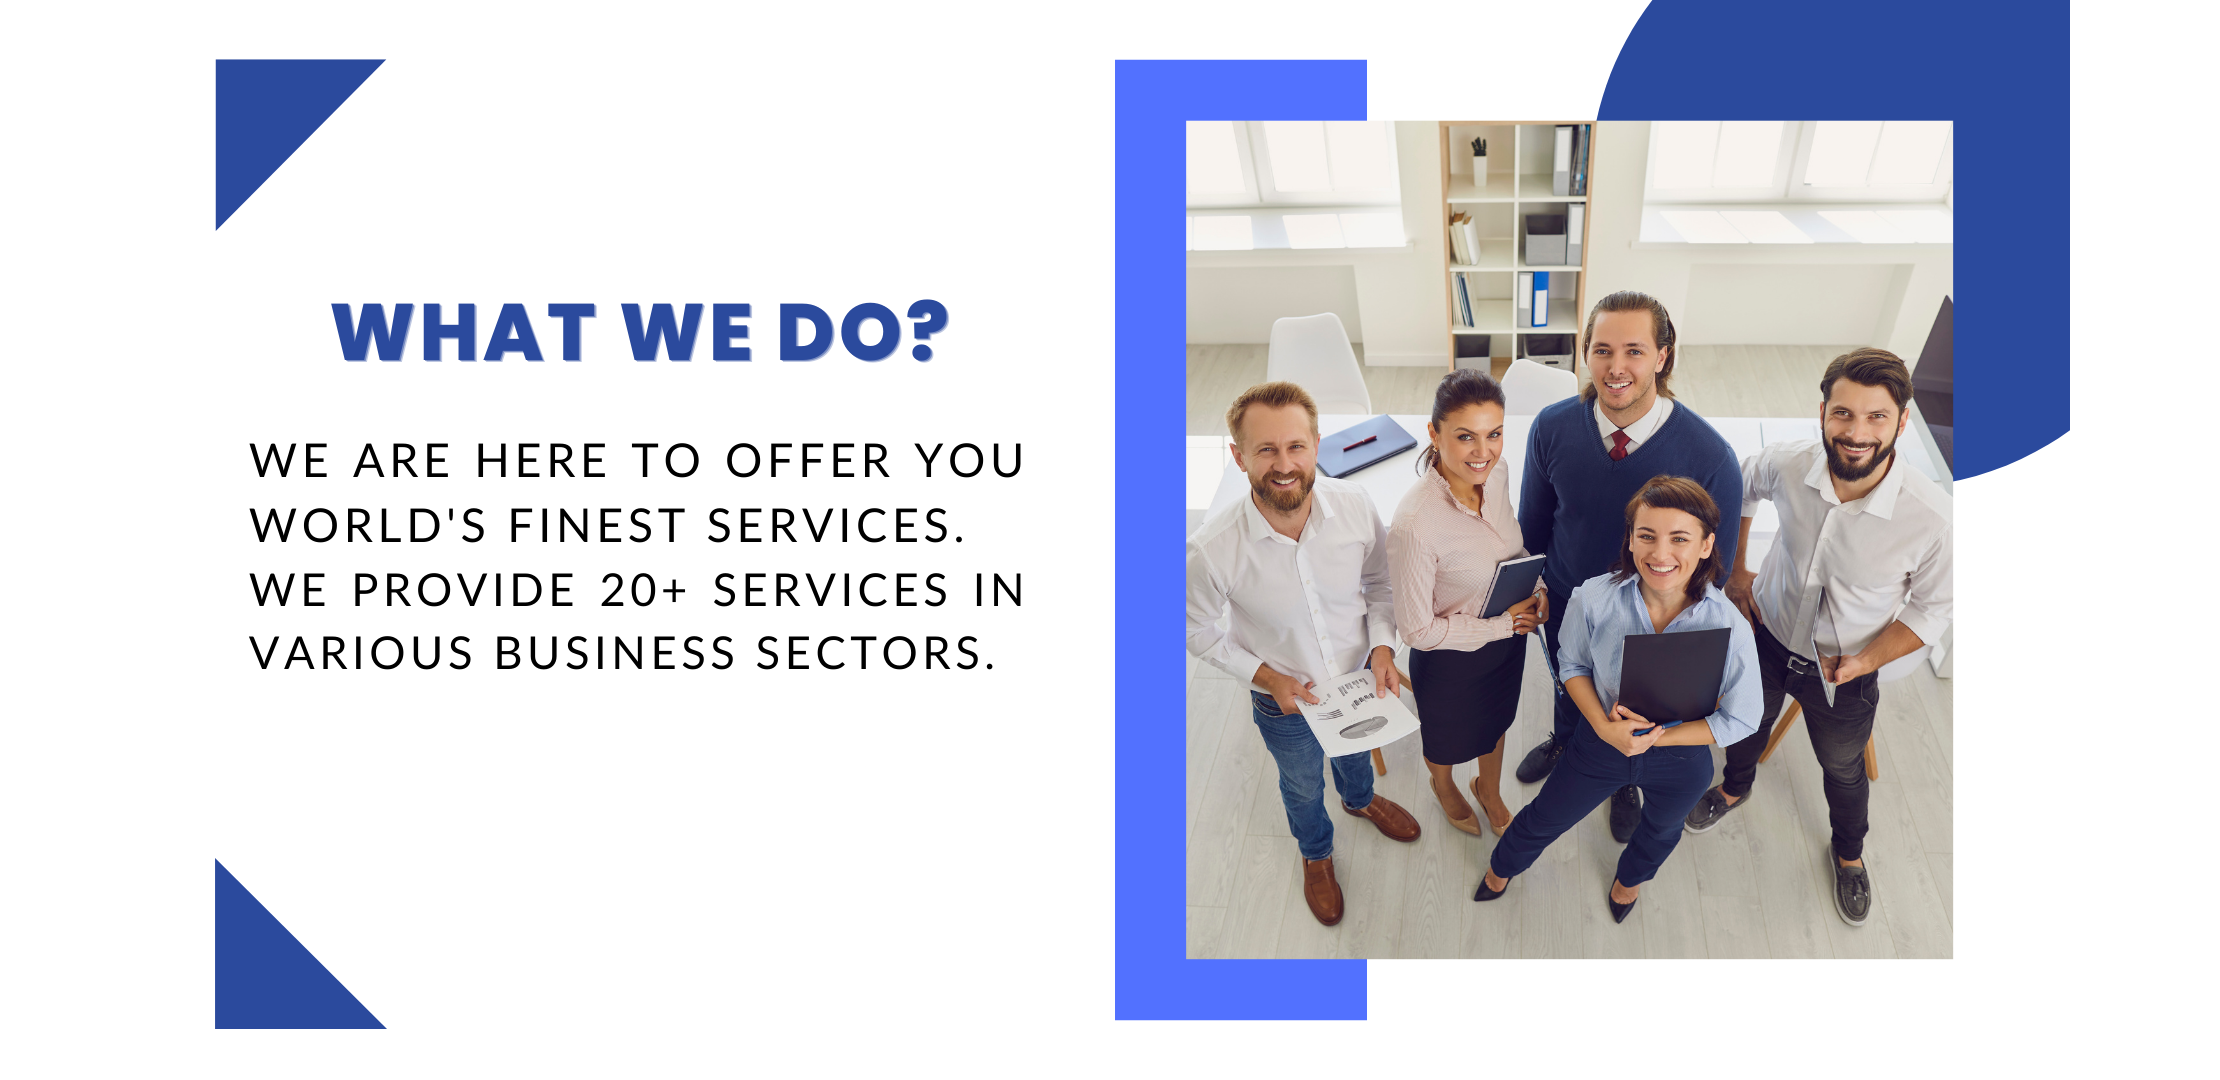 WHAT WE DO?
WE ARE HERE TO OFFER YOU
WORLD'S FINEST SERVICES.
WE PROVIDE 20+ SERVICES IN
VARIOUS BUSINESS SECTORS.